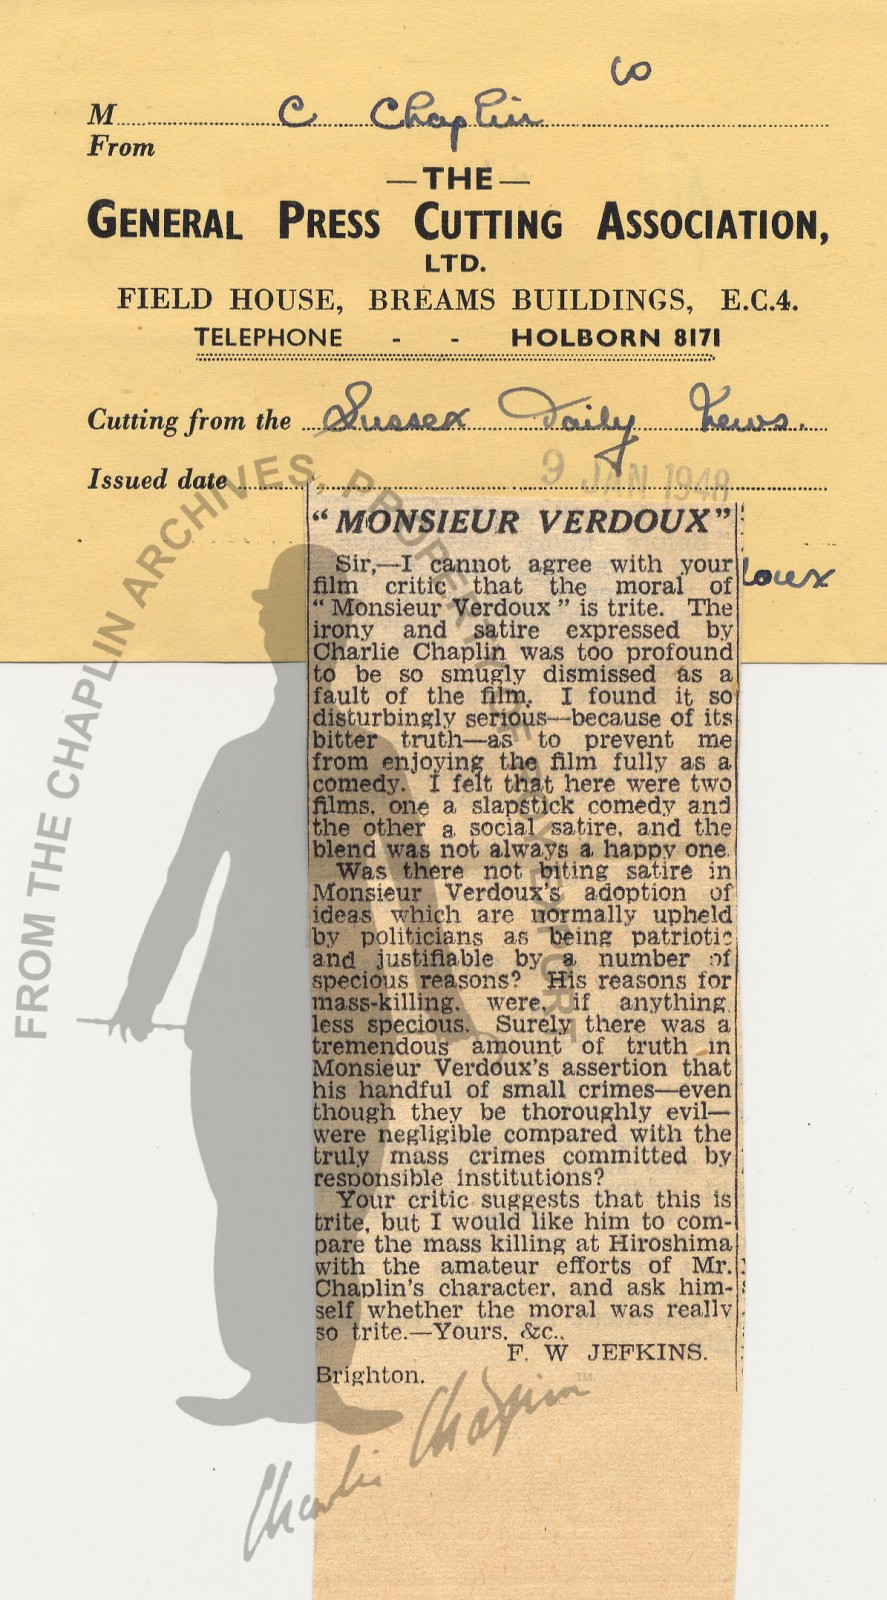 co
M C Chaplin
From
—THE—
GENERAL PRESS CUTTING ASSOCIATION,
LTD.
FIELD HOUSE, BREAMS BUILDINGS, E.C.4.
TELEPHONE - - HOLBORN 8171
Cutting from the Sussex Daily News.
Issued date 9 JAN 1948
"MONSIEUR VERDOUX"
Sir,—I cannot agree with your
film critic that the moral of
"Monsieur Verdoux" is trite. The
irony and satire expressed by
Charlie Chaplin was too profound
to be so smugly dismissed as a
fault of the film. I found it so
disturbingly serious—because of its
bitter truth—as to prevent me
from enjoying the film fully as a
comedy. I felt that here were two
films, one a slapstick comedy and
the other a social satire, and the
blend was not always a happy one.
Was there not biting satire in
Monsieur Verdoux's adoption of
ideas which are normally upheld
by politicians as being patriotic
and justifiable by a number of
specious reasons? His reasons for
mass-killing, were, if anything,
less specious. Surely there was a
tremendous amount of truth in
Monsieur Verdoux's assertion that
his handful of small crimes—even
though they be thoroughly evil—
were negligible compared with the
truly mass crimes committed by
responsible institutions?
Your critic suggests that this is
trite, but I would like him to com-
pare the mass killing at Hiroshima
with the amateur efforts of Mr.
Chaplin's character, and ask him-
self whether the moral was really
so trite.—Yours, &c.,
F. W JEFKINS.
Brighton.
doux
FROM THE CHAPLIN ARCHIVES, PROPERTY OF ROY EXPORT
Charlie Chaplin™